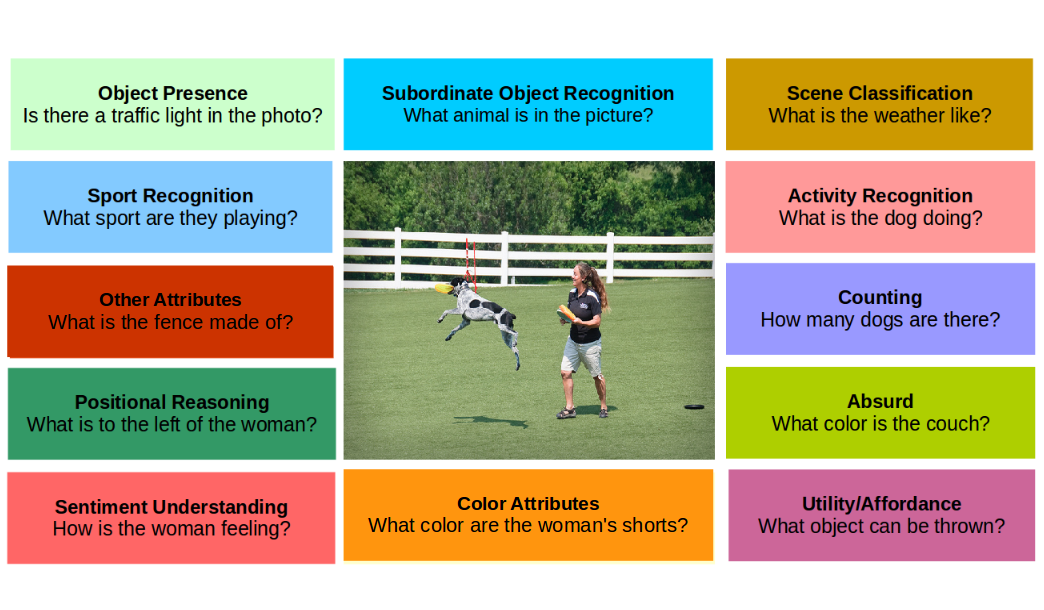 Object Presence
Is there a traffic light in the photo?
Subordinate Object Recognition
What animal is in the picture?
Scene Classification
What is the weather like?
Sport Recognition
What sport are they playing?
Activity Recognition
What is the dog doing?
Other Attributes
What is the fence made of?
Counting
How many dogs are there?
Positional Reasoning
What is to the left of the woman?
Absurd
What color is the couch?
Sentiment Understanding
How is the woman feeling?
Color Attributes
What color are the woman's shorts?
Utility/Affordance
What object can be thrown?